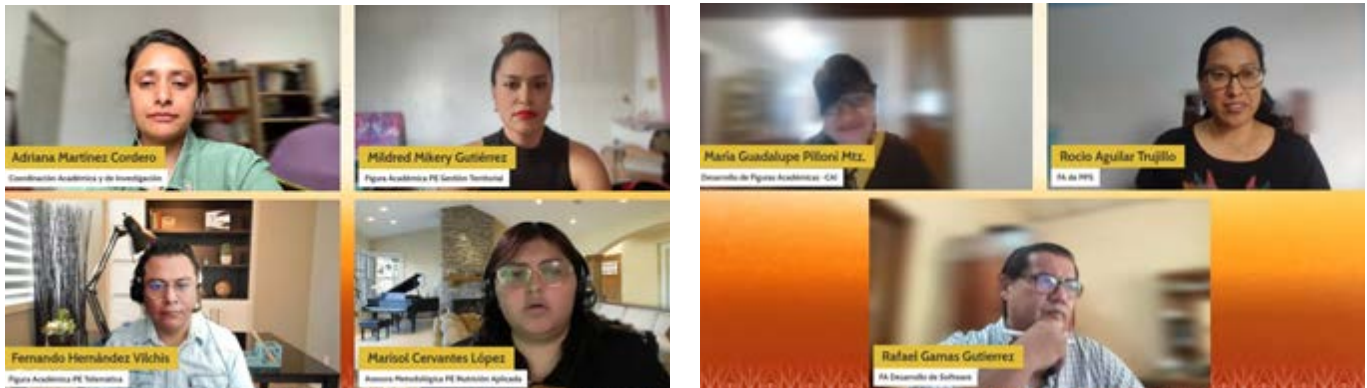 Adriana Martínez Cordero
Coordinación Académica y de Investigación
Mildred Mikery Gutiérrez
Figura Académica PE Gestión Territorial
Fernando Hernández Vilchis
Figura Académica PE Telemática
Marisol Cervantes López
Asesora Metodológica PE Nutrición Aplicada
María Guadalupe Pilloni Mtz.
Desarrollo de Figuras Académicas -CAI
Rocio Aguilar Trujillo
FA de PPS
Rafael Gamas Gutierrez
FA Desarrollo de Software